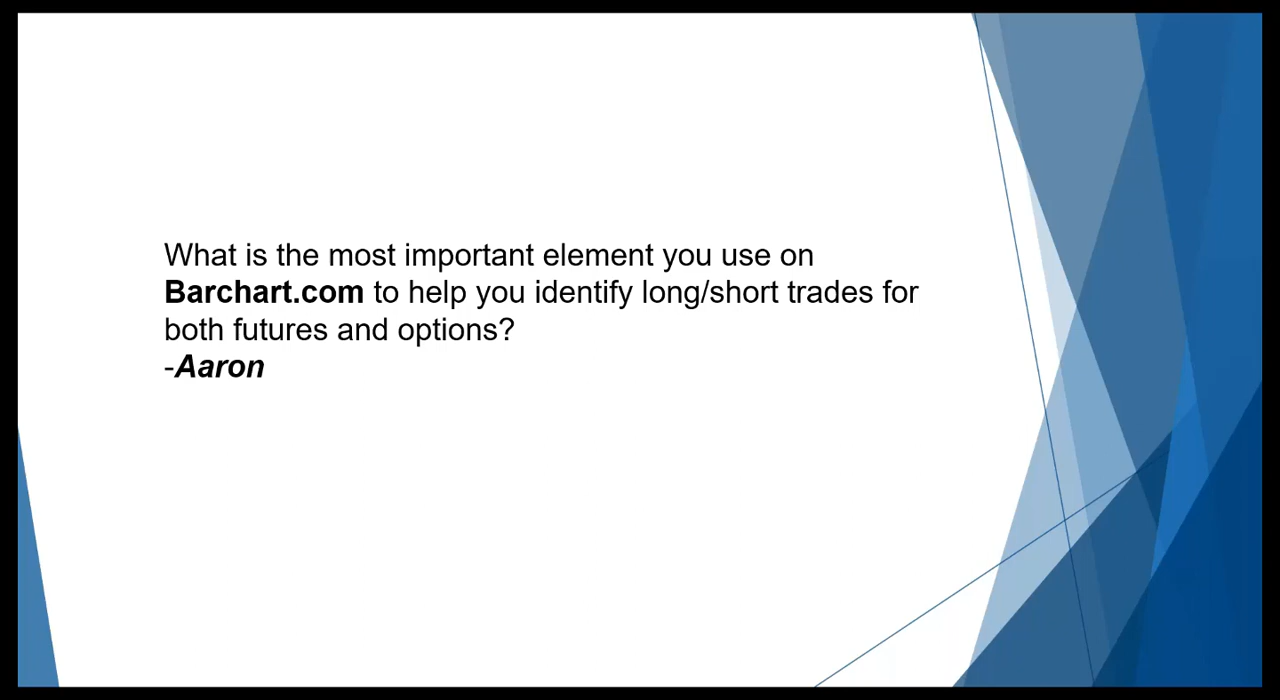 What is the most important element you use on
Barchart.com to help you identify long/short trades for
both futures and options?
-Aaron